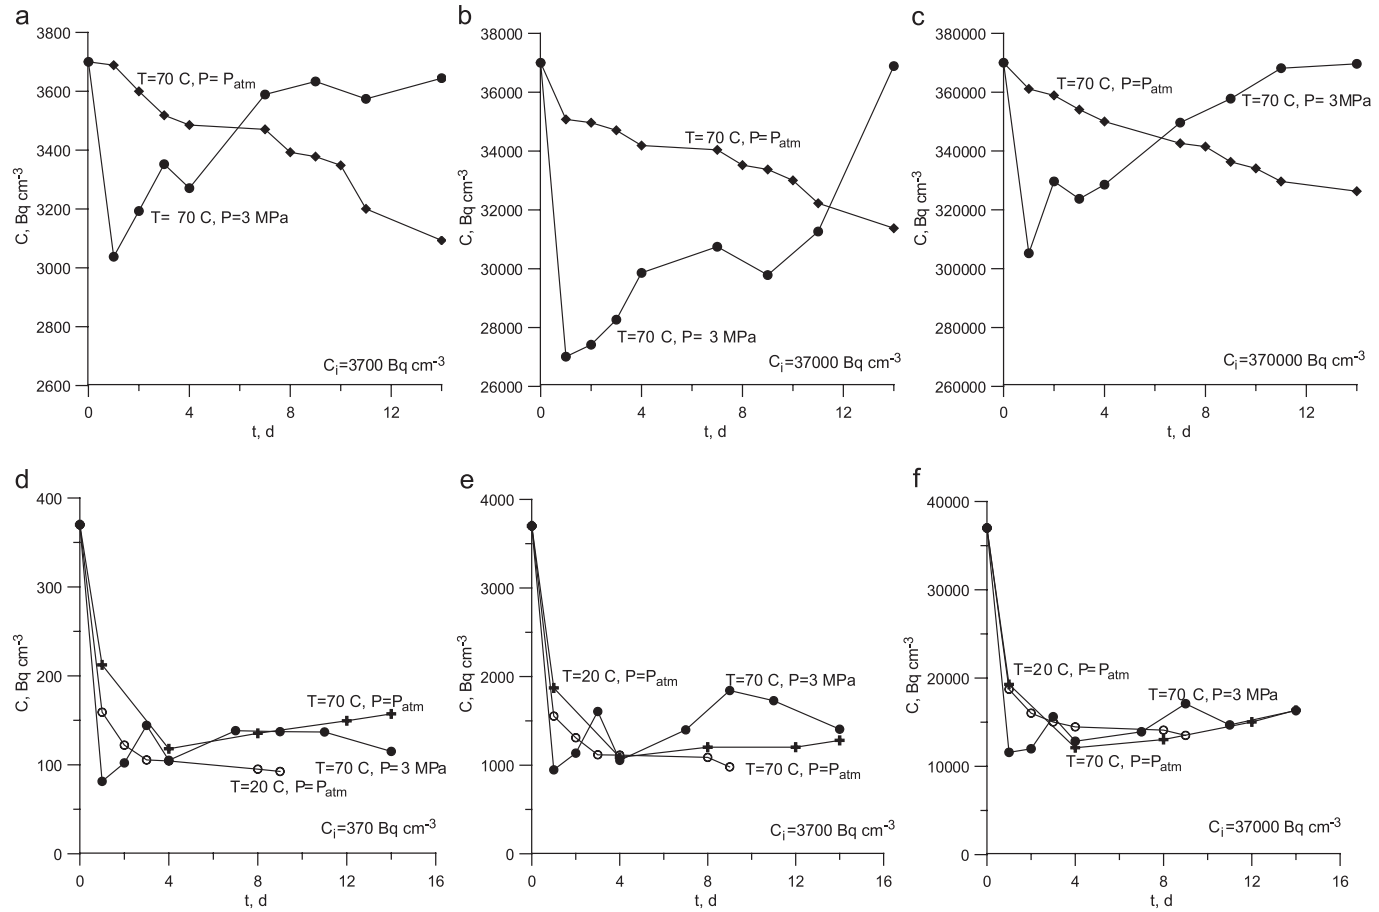 a
3800
3600
3400
3200
3000
2800
2600
C, Bq cm-3
T=70 C, P= Patm
T= 70 C, P=3 MPa
Ci=3700 Bq cm-3
0 4 8 12
t, d
b
38000
36000
34000
32000
30000
28000
26000
C, Bq cm-3
T=70 C, P=Patm
T=70 C, P= 3 MPa
Ci=37000 Bq cm-3
0 4 8 12
t, d
c
380000
360000
340000
320000
300000
280000
260000
C, Bq cm-3
T=70 C, P=Patm
T=70 C, P= 3MPa
Ci=370000 Bq cm-3
0 4 8 12
t, d
d
400
300
200
100
0
C, Bq cm-3
T=70 C, P=Patm
T=70 C, P=3 MPa
T=20 C, P=Patm
Ci=370 Bq cm-3
0 4 8 12 16
t, d
e
4000
3000
2000
1000
0
C, Bq cm-3
T=20 C, P=Patm
T=70 C, P=3 MPa
T=70 C, P=Patm
Ci=3700 Bq cm-3
0 4 8 12 16
t, d
f
40000
30000
20000
10000
0
C, Bq cm-3
T=20 C, P=Patm
T=70 C, P=3 MPa
T=70 C, P=Patm
Ci=37000 Bq cm-3
0 4 8 12 16
t, d